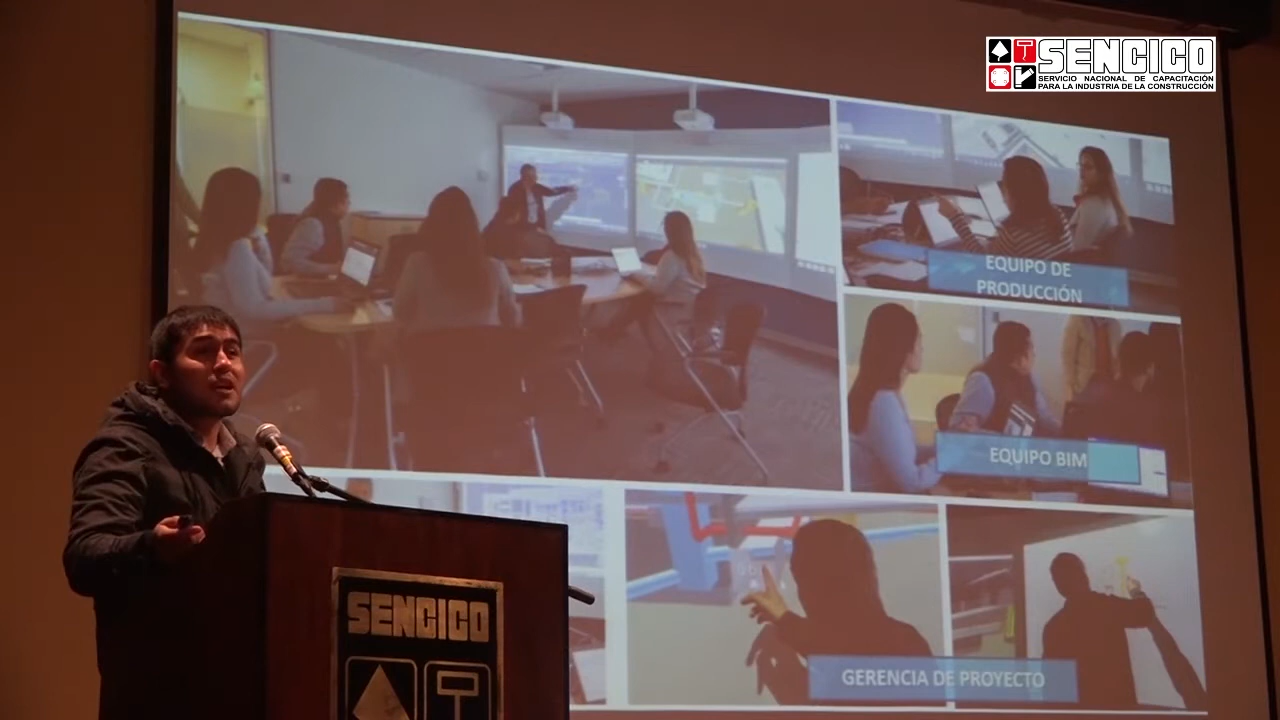 SENCICO
SERVICIO NACIONAL DE CAPACITACIÓN
PARA LA INDUSTRIA DE LA CONSTRUCCIÓN
EQUIPO DE
PRODUCCIÓN
EQUIPO BIM
GERENCIA DE PROYECTO
SENCICO